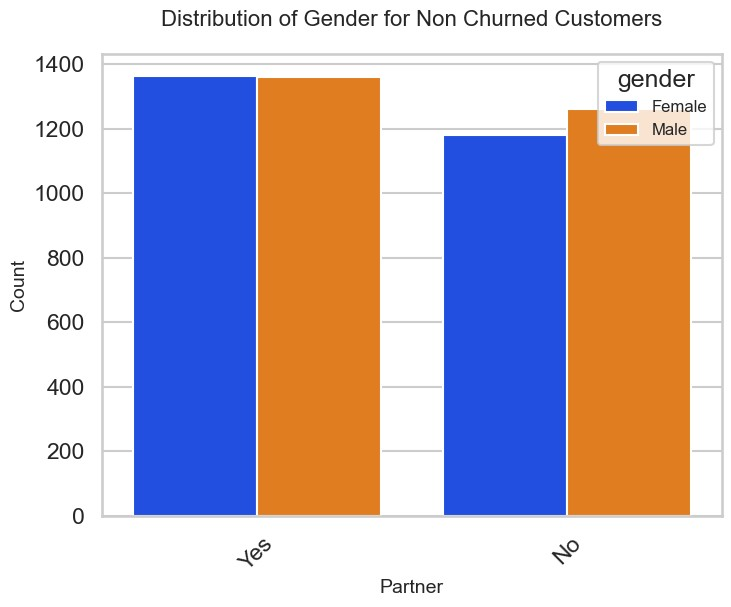 Distribution of Gender for Non Churned Customers
1400
1200
1000
800
600
400
200
0
Count
gender
Female
Male
Yes
No
Partner